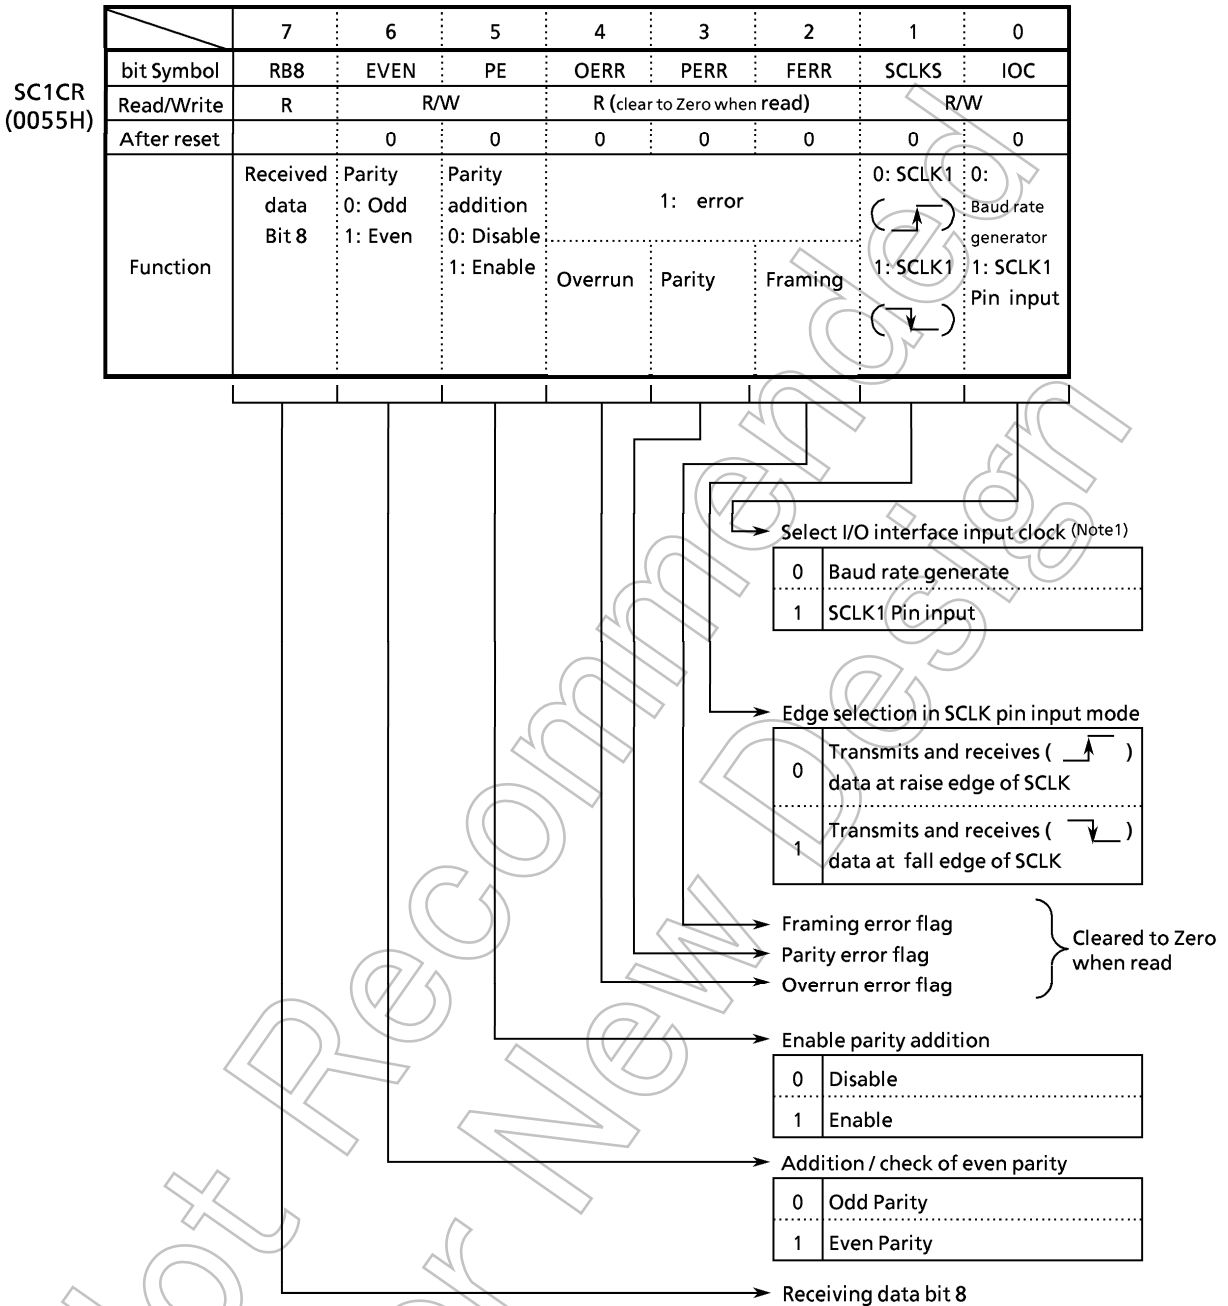 7 6 5 4 3 2 1 0
SC1CR
(0055H)
bit Symbol RB8 EVEN PE OERR PERR FERR SCLKS IOC
Read/Write R R/W R (clear to Zero when read) R/W
After reset 0 0 0 0 0 0 0
Function
Received
data
Bit 8
Parity
0: Odd
1: Even
Parity
addition
0: Disable
1: Enable
1: error
Overrun Parity Framing
0: SCLK1
( )
1: SCLK1
( )
0:
Baud rate
generator
1: SCLK1
Pin input
Select I/O interface input clock (Note1)
0 Baud rate generate
1 SCLK1 Pin input
Edge selection in SCLK pin input mode
0 Transmits and receives ( )
data at raise edge of SCLK
1 Transmits and receives ( )
data at fall edge of SCLK
Framing error flag
Parity error flag
Overrun error flag
Cleared to Zero
when read
Enable parity addition
0 Disable
1 Enable
Addition / check of even parity
0 Odd Parity
1 Even Parity
Receiving data bit 8
Not Recommended
for New Design